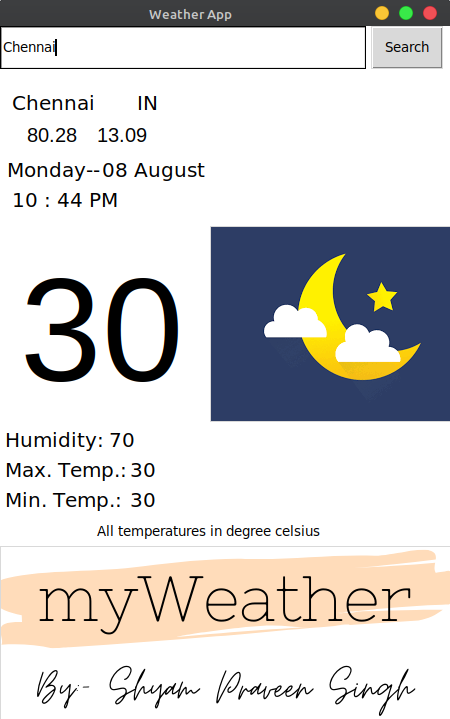 Weather App
Chennai Search
Chennai IN
80.28 13.09
Monday--08 August
10 : 44 PM
30
Humidity: 70
Max. Temp.: 30
Min. Temp.: 30
All temperatures in degree celsius
myWeather
By:- Shyam Praveen Singh